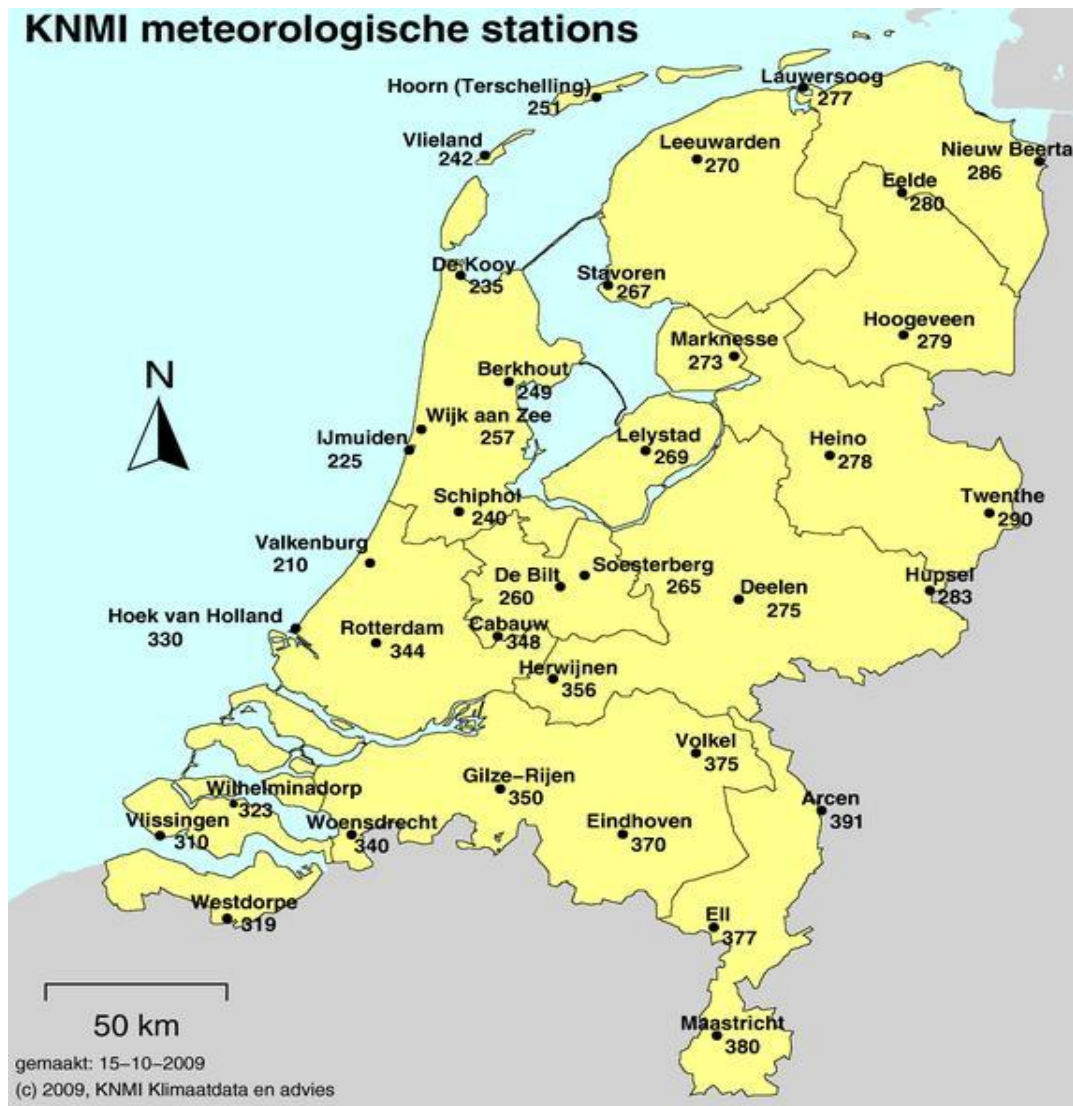 KNMI meteorologische stations
Lauwersoog
277
Hoorn (Terschelling)
251
Vlieland
242
Leeuwarden
270
Nieuw Beerta
286
Eelde
280
De Kooy
235
Stavoren
267
Hoogeveen
279
Marknesse
273
N
Berkhout
249
Wijk aan Zee
257
IJmuiden
225
Lelystad
269
Heino
278
Schiphol
240
Twenthe
290
Valkenburg
210
De Bilt
260
Soesterberg
265
Deelen
275
Hupsel
283
Hoek van Holland
330
Rotterdam
344
Cabauw
348
Herwijnen
356
Volkel
375
Gilze–Rijen
350
Wilhelminadorp
323
Vlissingen
310
Woensdrecht
340
Eindhoven
370
Arcen
391
Westdorpe
319
Ell
377
Maastricht
380
50 km
gemaakt: 15–10–2009
(c) 2009, KNMI Klimaatdata en advies